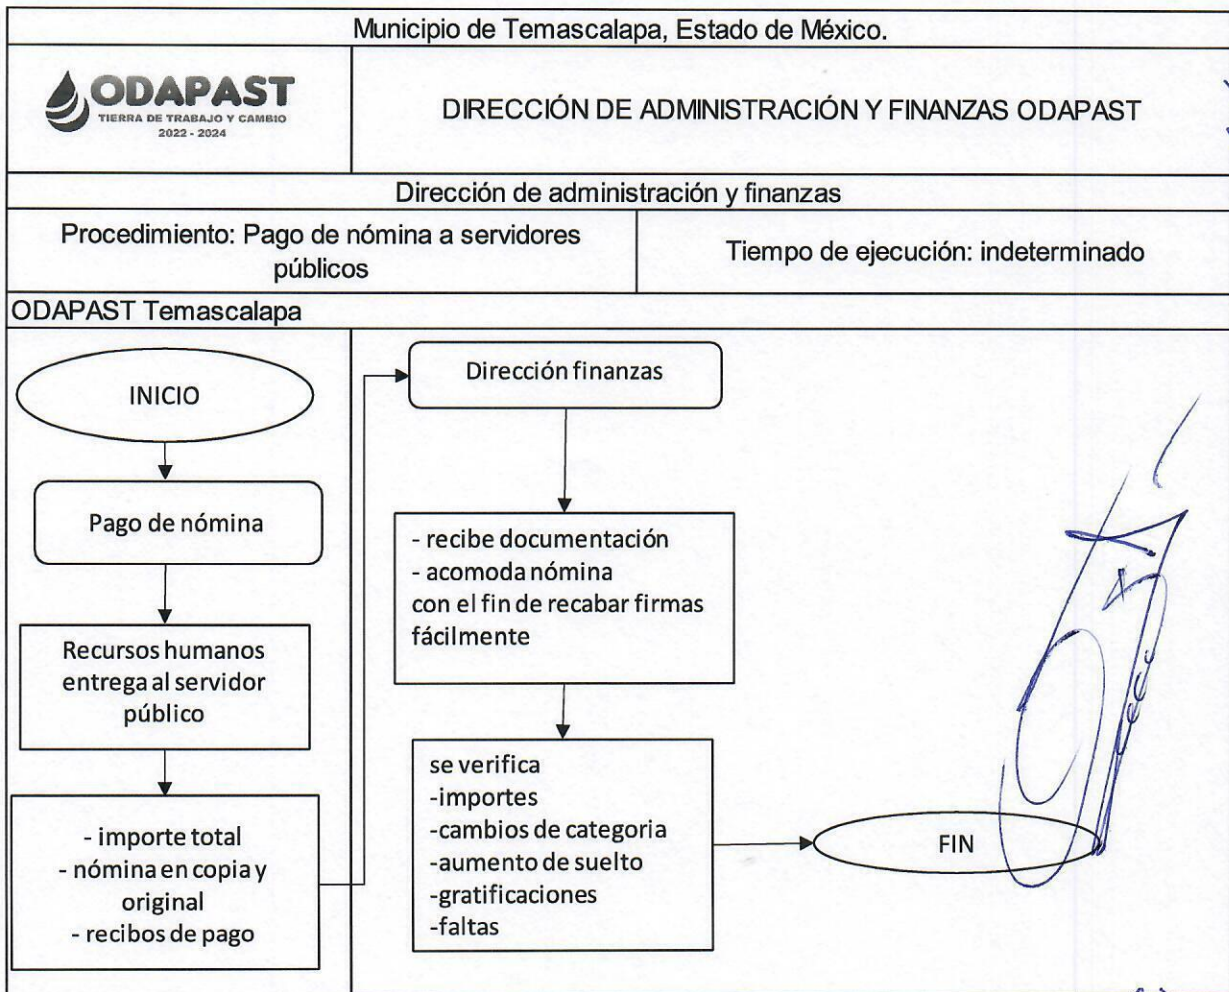 Municipio de Temascalapa, Estado de México.
ODAPAST
TIERRA DE TRABAJO Y CAMBIO
2022 - 2024
DIRECCIÓN DE ADMINISTRACIÓN Y FINANZAS ODAPAST
Dirección de administración y finanzas
Procedimiento: Pago de nómina a servidores
públicos
Tiempo de ejecución: indeterminado
ODAPAST Temascalapa
INICIO
Pago de nómina
Recursos humanos
entrega al servidor
público
- importe total
- nómina en copia y
original
- recibos de pago
Dirección finanzas
- recibe documentación
- acomoda nómina
con el fin de recabar firmas
fácilmente
se verifica
-importes
-cambios de categoria
-aumento de suelto
-gratificaciones
-faltas
FIN